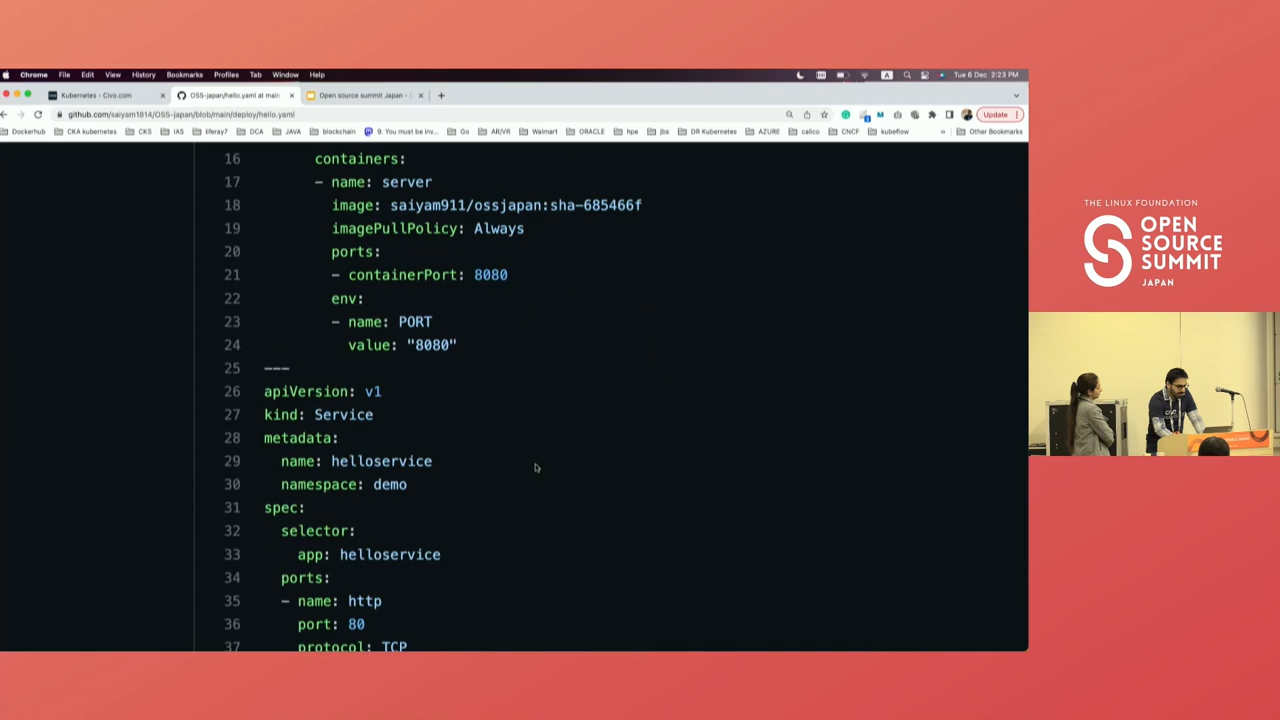 Chrome File Edit View History Bookmarks Profiles Tab Window Help
Tue 6 Dec 2:23 PM
Kubernetes - Civo.com
OSS-japan/hello.yaml at main
Open source summit Japan - G
github.com/saiyam1814/OSS-japan/blob/main/deploy/hello.yaml
Update
Dockerhub CKA kubernetes CKS IAS liferay7 DCA JAVA blockchain 9. You must be inv... Go AR/VR Walmart ORACLE hpe jbs DR Kubernetes AZURE calico CNCF kubeflow » Other Bookmarks
16 containers:
17 - name: server
18 image: saiyam911/ossjapan:sha-685466f
19 imagePullPolicy: Always
20 ports:
21 - containerPort: 8080
22 env:
23 - name: PORT
24 value: "8080"
25 ---
26 apiVersion: v1
27 kind: Service
28 metadata:
29 name: helloservice
30 namespace: demo
31 spec:
32 selector:
33 app: helloservice
34 ports:
35 - name: http
36 port: 80
37 protocol: TCP
THE LINUX FOUNDATION
OPEN
SOURCE
SUMMIT
JAPAN